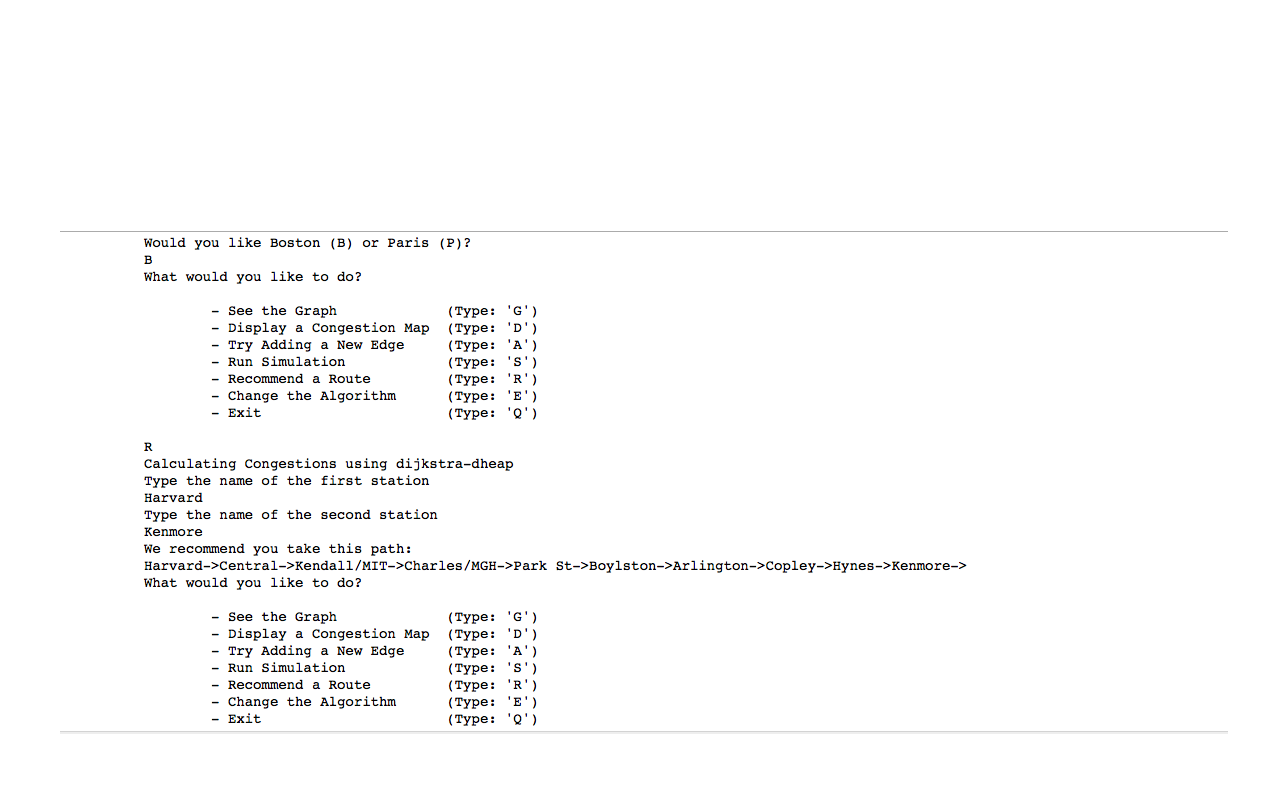 Would you like Boston (B) or Paris (P)?
B
What would you like to do?
- See the Graph (Type: 'G')
- Display a Congestion Map (Type: 'D')
- Try Adding a New Edge (Type: 'A')
- Run Simulation (Type: 'S')
- Recommend a Route (Type: 'R')
- Change the Algorithm (Type: 'E')
- Exit (Type: 'Q')
R
Calculating Congestions using dijkstra-dheap
Type the name of the first station
Harvard
Type the name of the second station
Kenmore
We recommend you take this path:
Harvard->Central->Kendall/MIT->Charles/MGH->Park St->Boylston->Arlington->Copley->Hynes->Kenmore->
What would you like to do?
- See the Graph (Type: 'G')
- Display a Congestion Map (Type: 'D')
- Try Adding a New Edge (Type: 'A')
- Run Simulation (Type: 'S')
- Recommend a Route (Type: 'R')
- Change the Algorithm (Type: 'E')
- Exit (Type: 'Q')